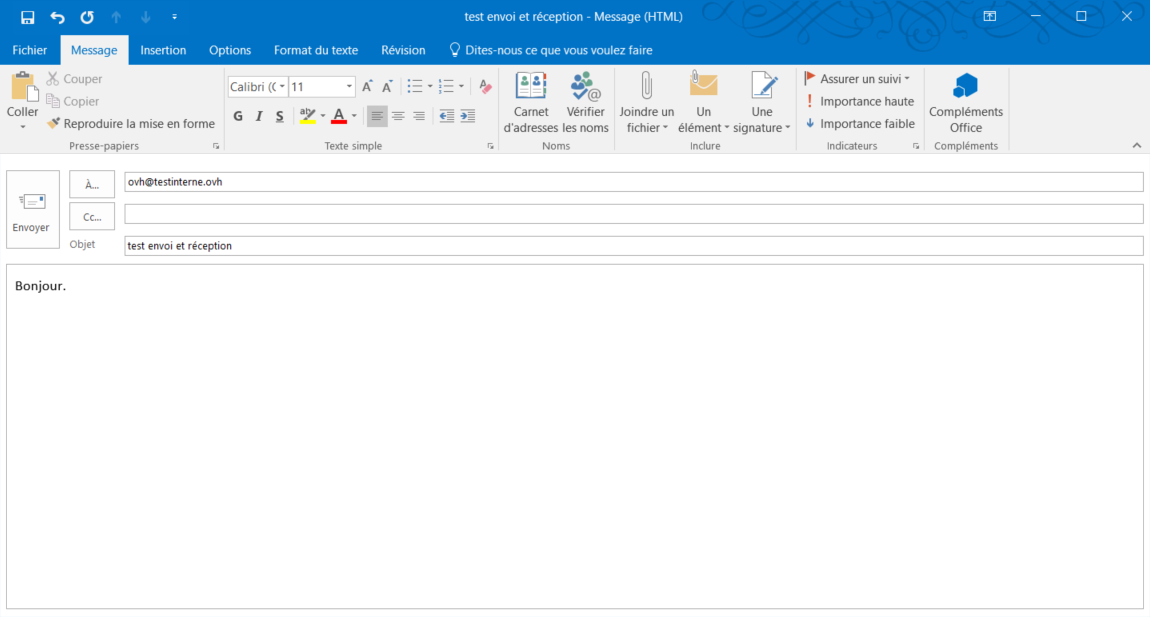 test envoi et réception - Message (HTML)
Fichier Message Insertion Options Format du texte Révision Dites-nous ce que vous voulez faire
Coller
Couper
Copier
Reproduire la mise en forme
Presse-papiers
Calibri (C 11
G I S
Texte simple
Carnet d'adresses
Vérifier les noms
Noms
Joindre un fichier
Un élément
Une signature
Inclure
Assurer un suivi
Importance haute
Importance faible
Indicateurs
Compléments Office
Compléments
Envoyer
À... ovh@testinterne.ovh
Cc...
Objet test envoi et réception
Bonjour.